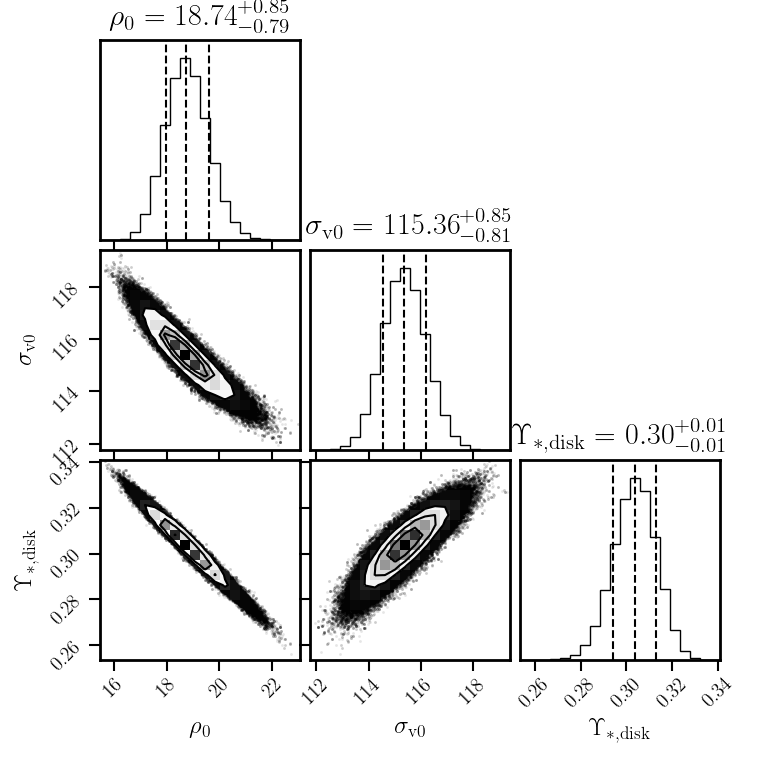 ρ₀ = 18.74⁺⁰·⁸⁵₋₀.₇₉
σᵥ₀ = 115.36⁺⁰·⁸⁵₋₀.₈₁
118
116
114
112
σᵥ₀
ϒ*,disk = 0.30⁺⁰·⁰¹₋₀.₀₁
0.34
0.32
0.30
0.28
0.26
ϒ*,disk
16 18 20 22
112 114 116 118
0.26 0.28 0.30 0.32 0.34
ρ₀ σᵥ₀ ϒ*,disk